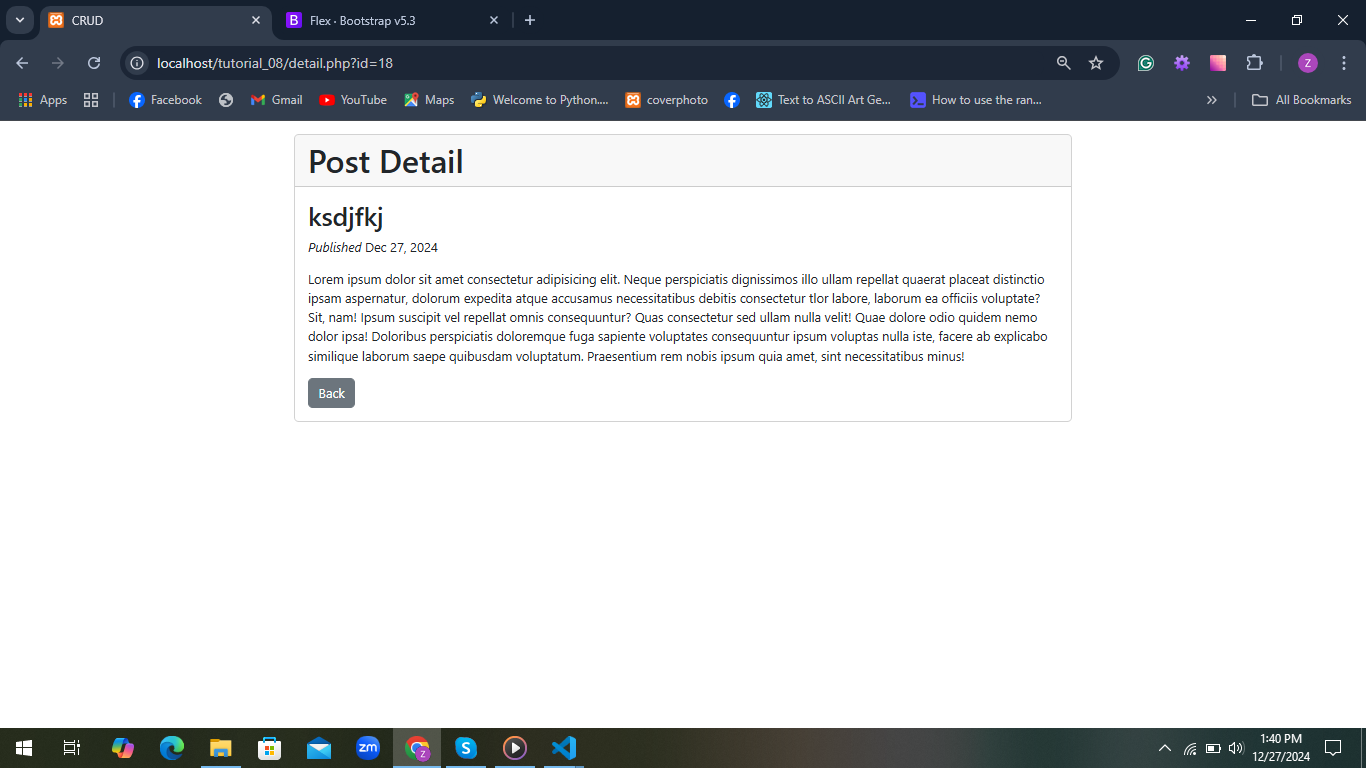 CRUD
Flex · Bootstrap v5.3
localhost/tutorial_08/detail.php?id=18
Z
Apps
Facebook
Gmail
YouTube
Maps
Welcome to Python....
coverphoto
Text to ASCII Art Ge...
How to use the ran...
All Bookmarks
Post Detail
ksdjfkj
Published Dec 27, 2024
Lorem ipsum dolor sit amet consectetur adipisicing elit. Neque perspiciatis dignissimos illo ullam repellat quaerat placeat distinctio
ipsam aspernatur, dolorum expedita atque accusamus necessitatibus debitis consectetur tlor labore, laborum ea officiis voluptate?
Sit, nam! Ipsum suscipit vel repellat omnis consequuntur? Quas consectetur sed ullam nulla velit! Quae dolore odio quidem nemo
dolor ipsa! Doloribus perspiciatis doloremque fuga sapiente voluptates consequuntur ipsum voluptas nulla iste, facere ab explicabo
similique laborum saepe quibusdam voluptatum. Praesentium rem nobis ipsum quia amet, sint necessitatibus minus!
Back
zm
Z
S
1:40 PM
12/27/2024